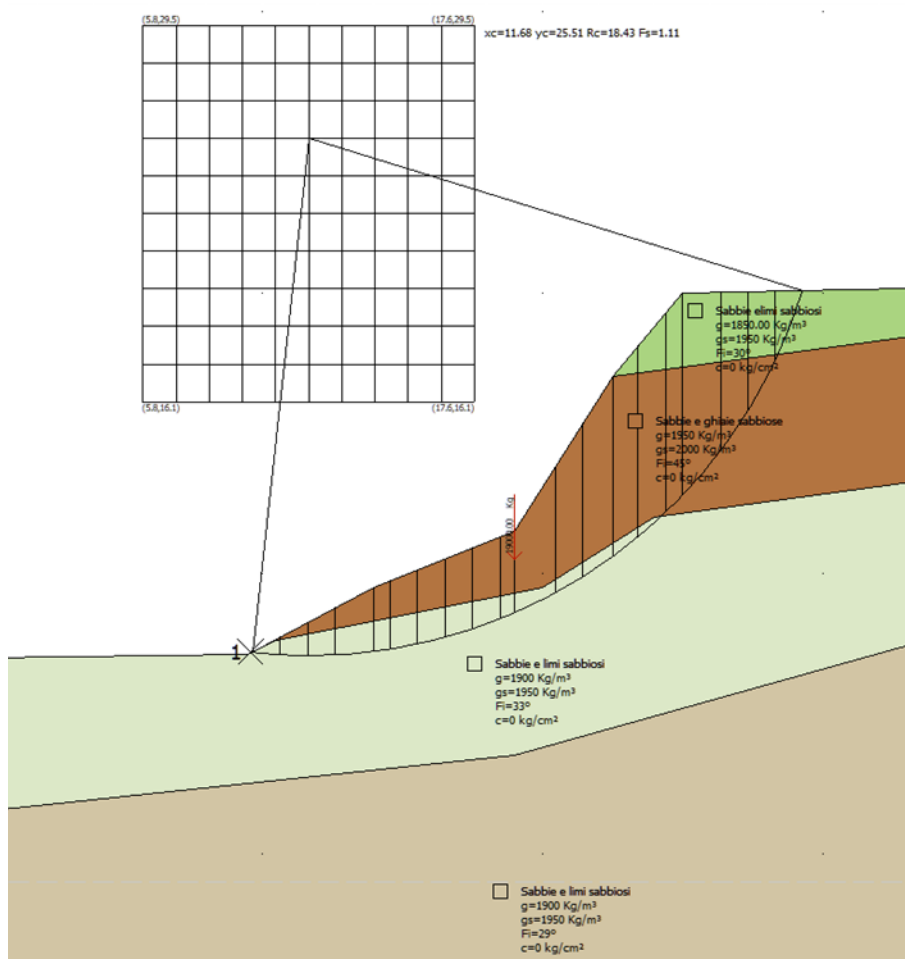 (5.8,29.5)
(17.6,29.5)
xc=11.68 yc=25.51 Rc=18.43 Fs=1.11
(5.8,16.1)
(17.6,16.1)
Sabbie elimi sabbiosi
g=1850.00 Kg/m³
gs=1950 Kg/m³
Fi=30°
c=0 kg/cm²
Sabbie e ghiaie sabbiose
g=1950 Kg/m³
gs=2000 Kg/m³
Fi=45°
c=0 kg/cm²
19000.00 Kg
1
Sabbie e limi sabbiosi
g=1900 Kg/m³
gs=1950 Kg/m³
Fi=33°
c=0 kg/cm²
Sabbie e limi sabbiosi
g=1900 Kg/m³
gs=1950 Kg/m³
Fi=29°
c=0 kg/cm²